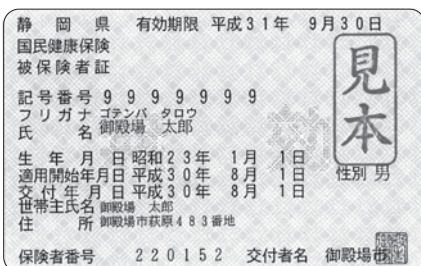 静岡県 有効期限 平成31年 9月30日
国民健康保険
被保険者証
見本
記号番号 9999999
フリガナ ゴテンバ タロウ
氏名 御殿場 太郎
生年月日 昭和23年 1月 1日
適用開始年月日 平成30年 8月 1日 性別 男
交付年月日 平成30年 8月 1日
世帯主氏名 御殿場 太郎
住所 御殿場市萩原483番地
保険者番号 220152 交付者名 御殿場市